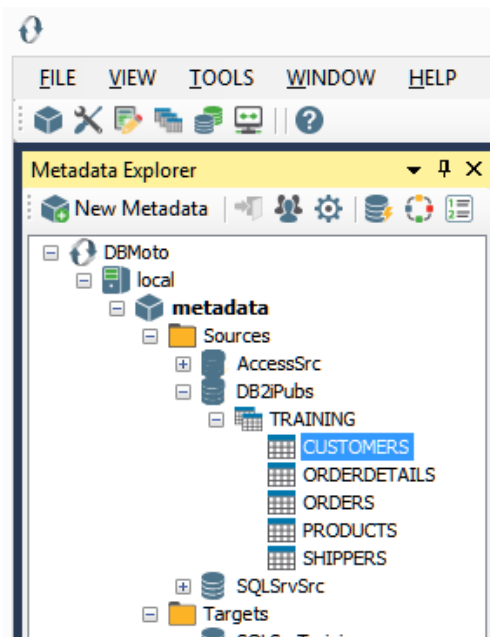 FILE VIEW TOOLS WINDOW HELP
Metadata Explorer
New Metadata
DBMoto
local
metadata
Sources
AccessSrc
DB2iPubs
TRAINING
CUSTOMERS
ORDERDETAILS
ORDERS
PRODUCTS
SHIPPERS
SQLSrvSrc
Targets